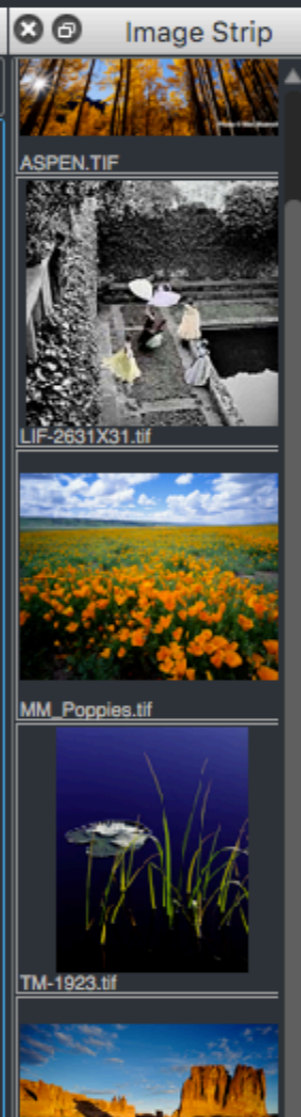 Image Strip
ASPEN.TIF
LIF-2631X31.tif
MM_Poppies.tif
TM-1923.tif